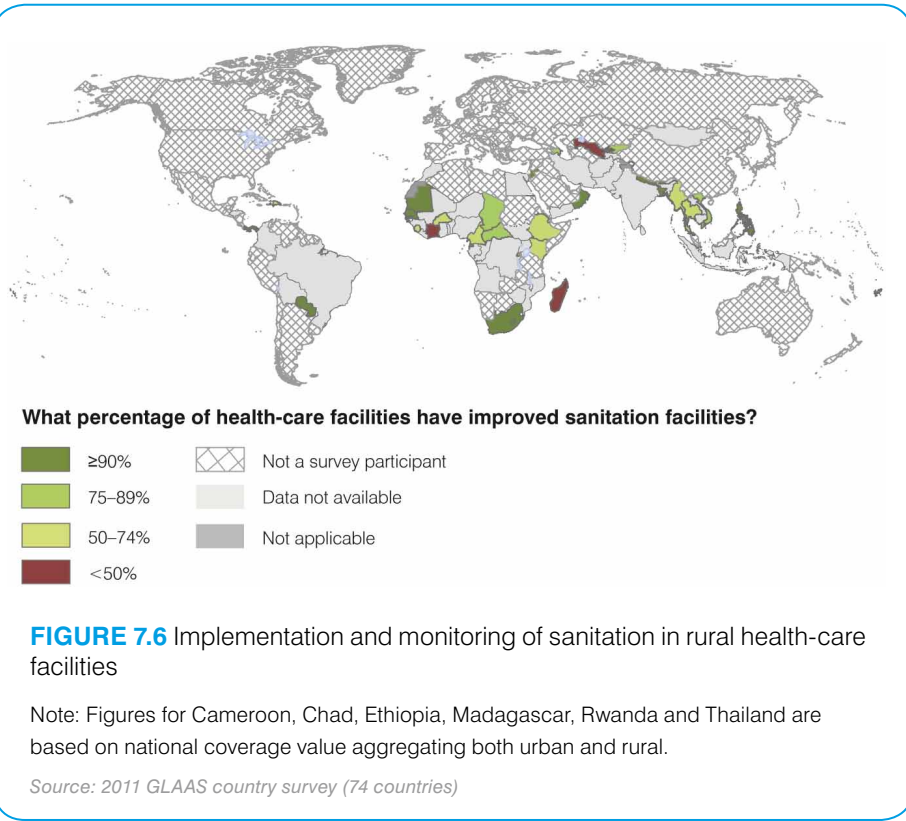 What percentage of health-care facilities have improved sanitation facilities?
≥90%
75–89%
50–74%
<50%
Not a survey participant
Data not available
Not applicable
FIGURE 7.6 Implementation and monitoring of sanitation in rural health-care
facilities
Note: Figures for Cameroon, Chad, Ethiopia, Madagascar, Rwanda and Thailand are
based on national coverage value aggregating both urban and rural.
Source: 2011 GLAAS country survey (74 countries)